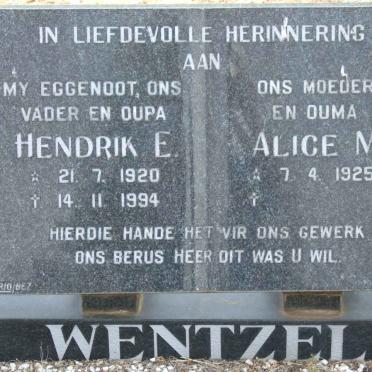 IN LIEFDEVOLLE HERINNERING
AAN
MY EGGENOOT, ONS
VADER EN OUPA
HENDRIK E.
☆ 21. 7. 1920
† 14. 11. 1994
ONS MOEDER
EN OUMA
ALICE M
☆ 7. 4. 1925
†
HIERDIE HANDE HET VIR ONS GEWERK
ONS BERUS HEER DIT WAS U WIL.
WENTZEL